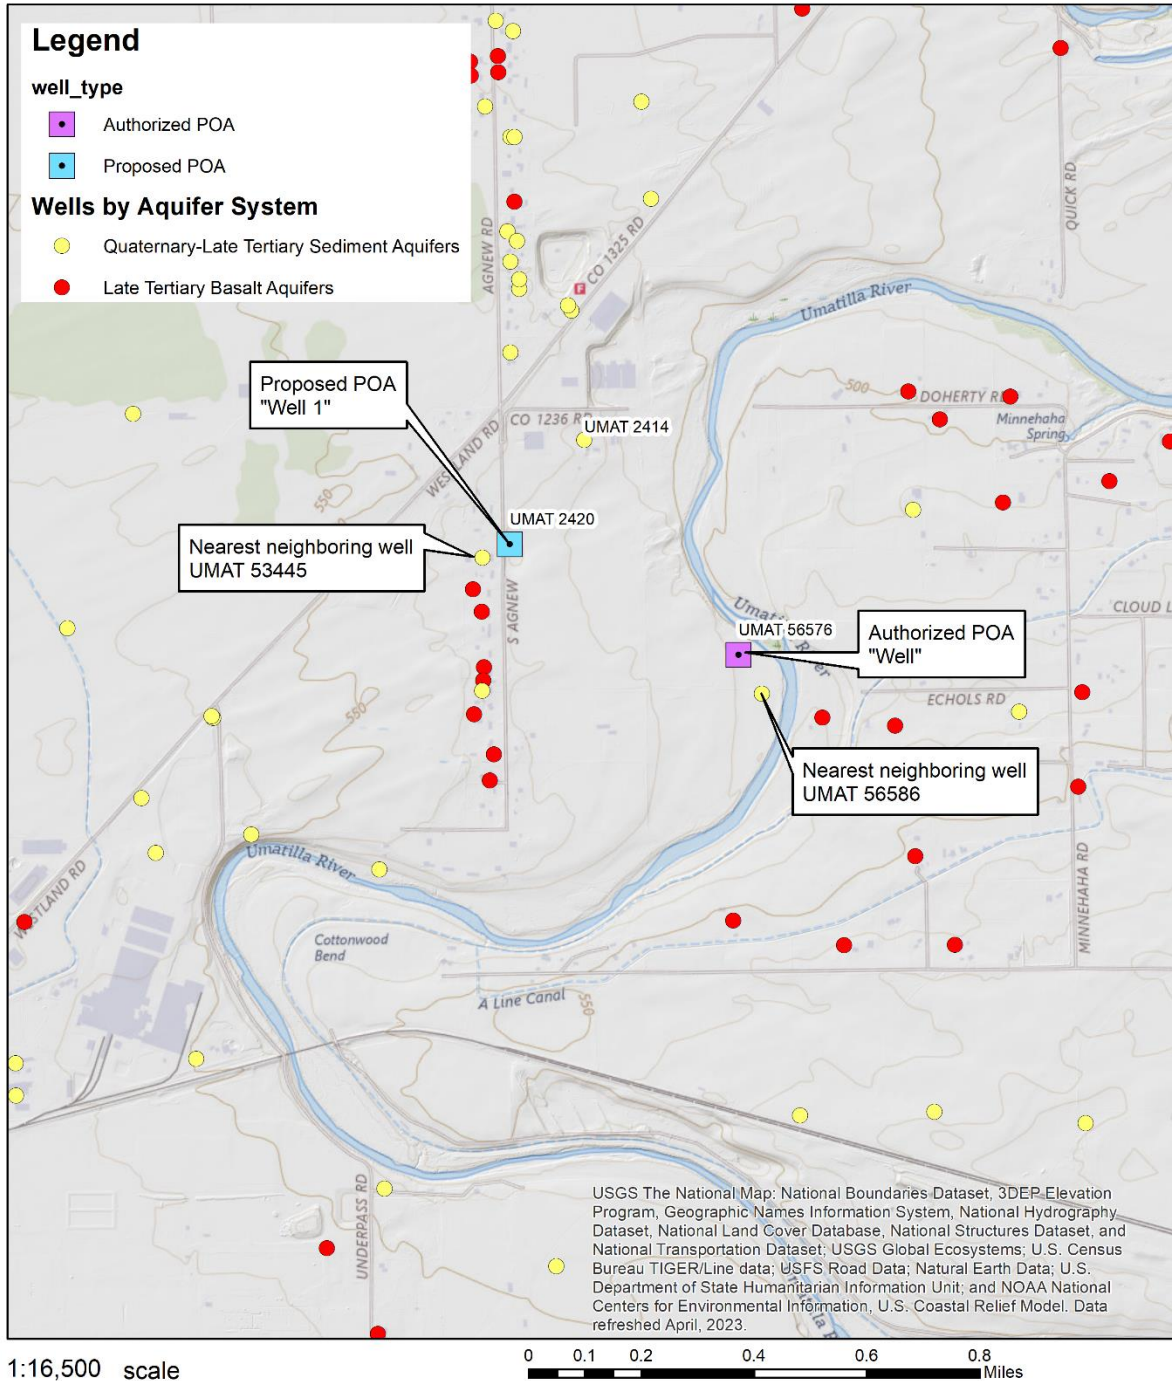 Legend
well_type
Authorized POA
Proposed POA
Wells by Aquifer System
Quaternary-Late Tertiary Sediment Aquifers
Late Tertiary Basalt Aquifers
AGNEW RD
CO 1325 RD
F
QUICK RD
Umatilla River
Proposed POA
"Well 1"
500
DOHERTY RD
Minnehaha
Spring
CO 1236 RD
UMAT 2414
WESTLAND RD
550
UMAT 2420
Nearest neighboring well
UMAT 53445
S AGNEW
CLOUD L
Umatilla River
UMAT 56576
Authorized POA
"Well"
ECHOLS RD
550
Nearest neighboring well
UMAT 56586
Umatilla River
WESTLAND RD
MINNEHAHA RD
Cottonwood
Bend
A Line Canal
550
UNDERPASS RD
USGS The National Map: National Boundaries Dataset, 3DEP Elevation
Program, Geographic Names Information System, National Hydrography
Dataset, National Land Cover Database, National Structures Dataset, and
National Transportation Dataset; USGS Global Ecosystems; U.S. Census
Bureau TIGER/Line data; USFS Road Data; Natural Earth Data; U.S.
Department of State Humanitarian Information Unit; and NOAA National
Centers for Environmental Information, U.S. Coastal Relief Model. Data
refreshed April, 2023.
1:16,500 scale
0 0.1 0.2 0.4 0.6 0.8
Miles